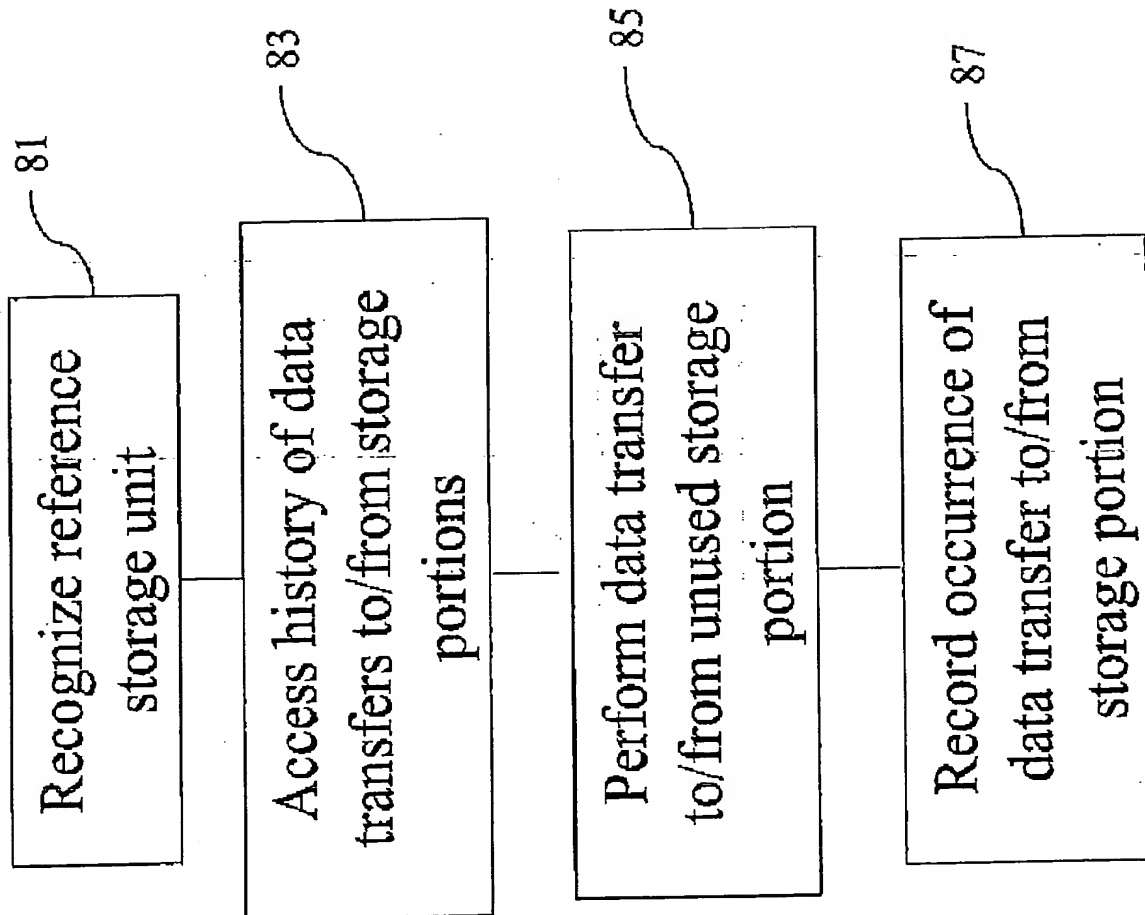 81
Recognize reference
storage unit
83
Access history of data
transfers to/from storage
portions
85
Perform data transfer
to/from unused storage
portion
87
Record occurrence of
data transfer to/from
storage portion